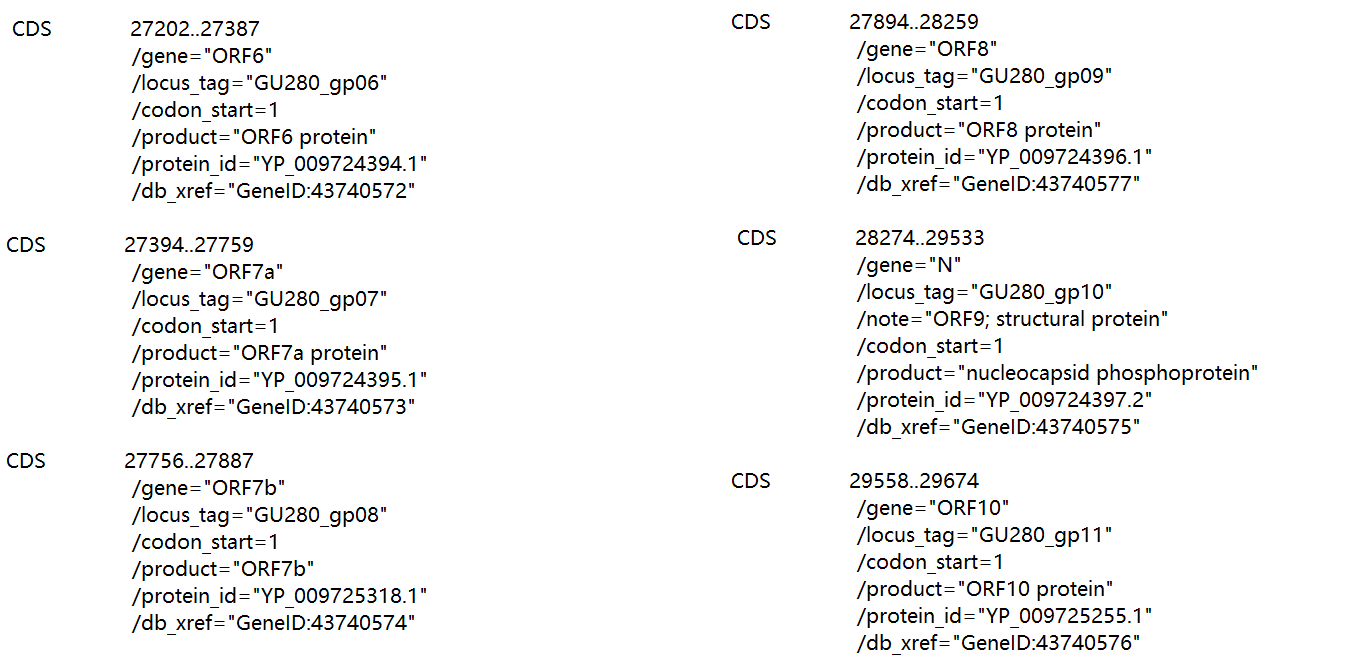 CDS 27202..27387
/gene="ORF6"
/locus_tag="GU280_gp06"
/codon_start=1
/product="ORF6 protein"
/protein_id="YP_009724394.1"
/db_xref="GeneID:43740572"
CDS 27394..27759
/gene="ORF7a"
/locus_tag="GU280_gp07"
/codon_start=1
/product="ORF7a protein"
/protein_id="YP_009724395.1"
/db_xref="GeneID:43740573"
CDS 27756..27887
/gene="ORF7b"
/locus_tag="GU280_gp08"
/codon_start=1
/product="ORF7b"
/protein_id="YP_009725318.1"
/db_xref="GeneID:43740574"
CDS 27894..28259
/gene="ORF8"
/locus_tag="GU280_gp09"
/codon_start=1
/product="ORF8 protein"
/protein_id="YP_009724396.1"
/db_xref="GeneID:43740577"
CDS 28274..29533
/gene="N"
/locus_tag="GU280_gp10"
/note="ORF9; structural protein"
/codon_start=1
/product="nucleocapsid phosphoprotein"
/protein_id="YP_009724397.2"
/db_xref="GeneID:43740575"
CDS 29558..29674
/gene="ORF10"
/locus_tag="GU280_gp11"
/codon_start=1
/product="ORF10 protein"
/protein_id="YP_009725255.1"
/db_xref="GeneID:43740576"